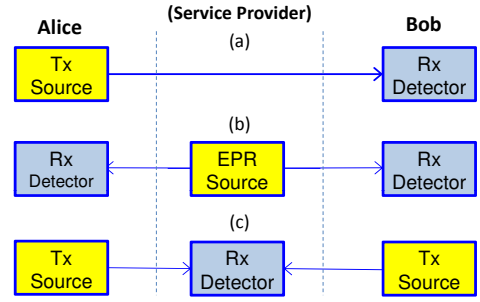 Alice
(Service Provider)
Bob
(a)
Tx
Source
Rx
Detector
(b)
Rx
Detector
EPR
Source
Rx
Detector
(c)
Tx
Source
Rx
Detector
Tx
Source